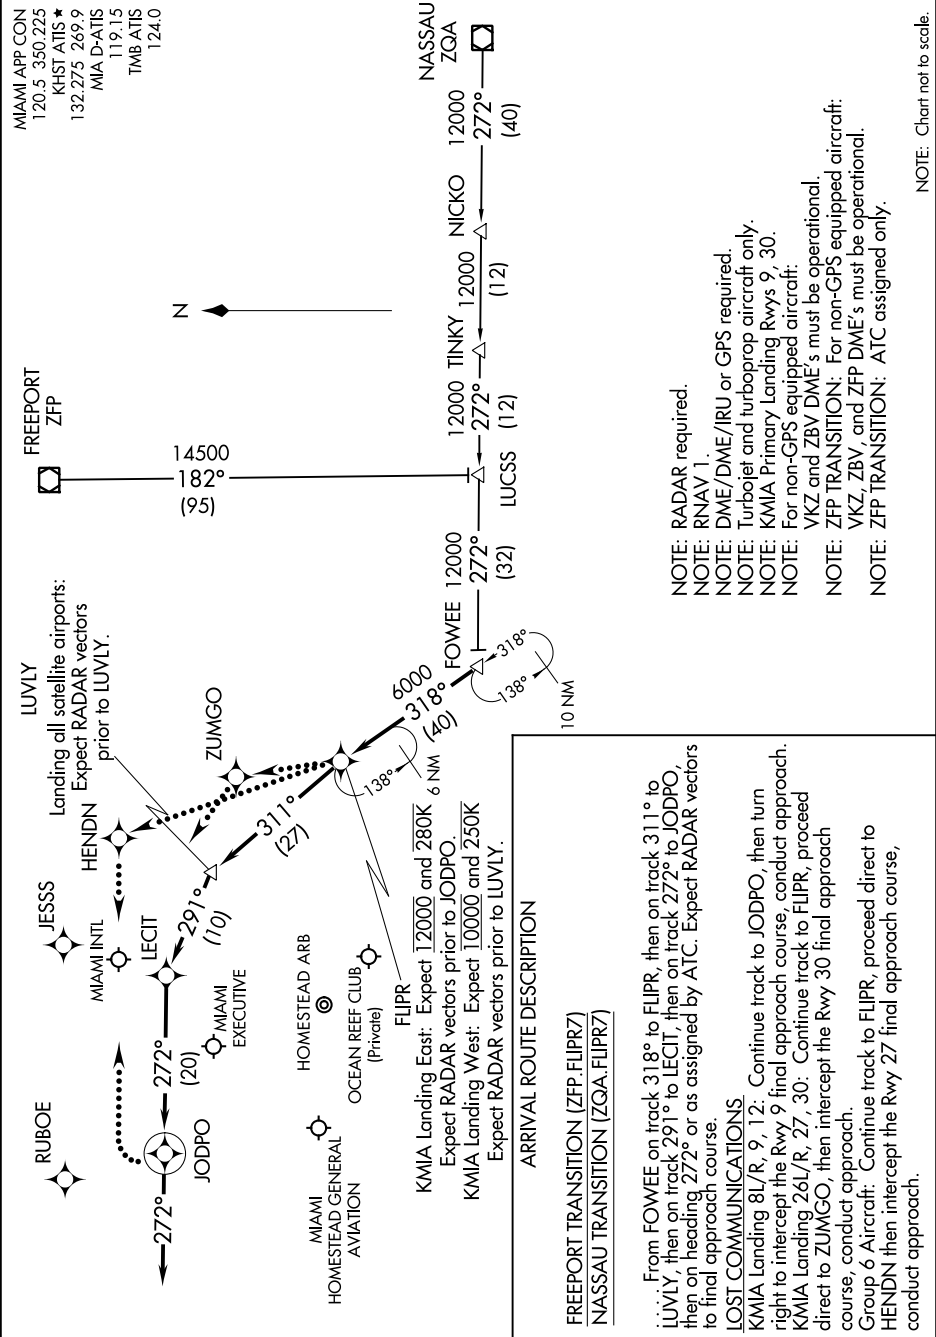 MIAMI APP CON
120.5 350.225
KHST ATIS ★
132.275 269.9
MIA D-ATIS
119.15
TMB ATIS
124.0
FREEPORT
ZFP
NASSAU
ZQA
N
14500
182°
(95)
12000
272°
(40)
NICKO
12000
(12)
TINKY
12000
272°
(12)
LUCSS
12000
272°
(32)
FOWEE
318°
138°
10 NM
6000
318°
(40)
138°
6 NM
LUVLY
Landing all satellite airports:
Expect RADAR vectors
prior to LUVLY.
ZUMGO
HENDN
311°
(27)
JESSS
MIAMI INTL
LECIT
291°
(10)
MIAMI
EXECUTIVE
272°
(20)
RUBOE
JODPO
272°
HOMESTEAD ARB
OCEAN REEF CLUB
(Private)
MIAMI
HOMESTEAD GENERAL
AVIATION
FLIPR
KMIA Landing East: Expect 12000 and 280K
Expect RADAR vectors prior to JODPO.
KMIA Landing West: Expect 10000 and 250K
Expect RADAR vectors prior to LUVLY.
NOTE: RADAR required.
NOTE: RNAV 1.
NOTE: DME/DME/IRU or GPS required.
NOTE: Turbojet and turboprop aircraft only.
NOTE: KMIA Primary Landing Rwys 9, 30.
NOTE: For non-GPS equipped aircraft:
VKZ and ZBV DME's must be operational.
NOTE: ZFP TRANSITION: For non-GPS equipped aircraft:
VKZ, ZBV, and ZFP DME's must be operational.
NOTE: ZFP TRANSITION: ATC assigned only.
NOTE: Chart not to scale.
ARRIVAL ROUTE DESCRIPTION
FREEPORT TRANSITION (ZFP.FLIPR7)
NASSAU TRANSITION (ZQA.FLIPR7)
. . . . From FOWEE on track 318° to FLIPR, then on track 311° to
LUVLY, then on track 291° to LECIT, then on track 272° to JODPO,
then on heading 272° or as assigned by ATC. Expect RADAR vectors
to final approach course.
LOST COMMUNICATIONS
KMIA Landing 8L/R, 9, 12: Continue track to JODPO, then turn
right to intercept the Rwy 9 final approach course, conduct approach.
KMIA Landing 26L/R, 27, 30: Continue track to FLIPR, proceed
direct to ZUMGO, then intercept the Rwy 30 final approach
course, conduct approach.
Group 6 Aircraft: Continue track to FLIPR, proceed direct to
HENDN then intercept the Rwy 27 final approach course,
conduct approach.